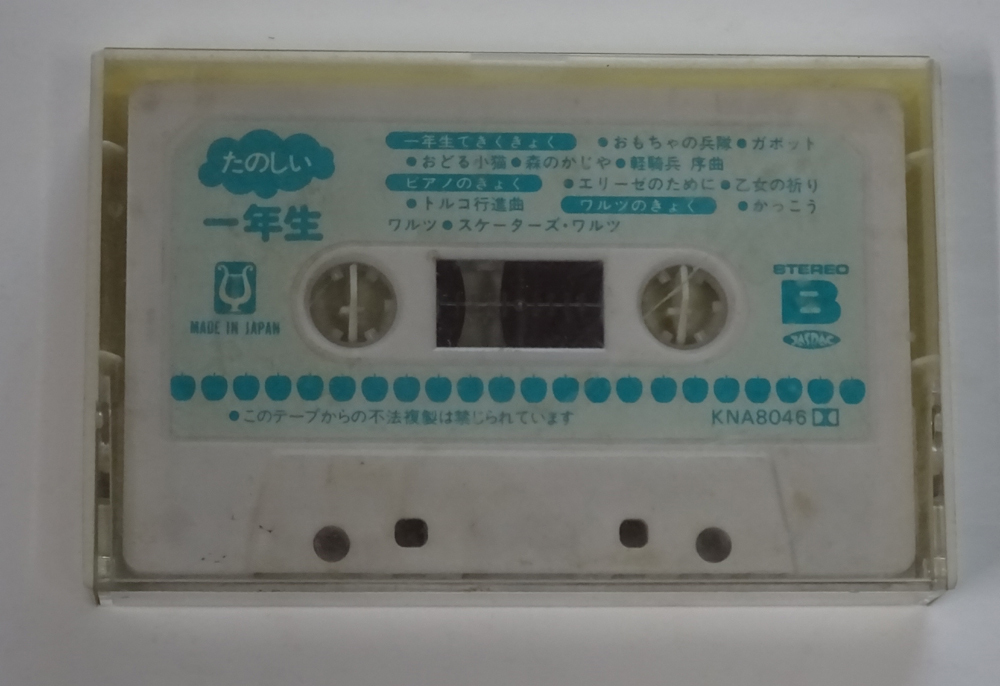 たのしい
一年生
一年生できくきょく ●おもちゃの兵隊●ガボット
●おどる小猫●森のかじや●軽騎兵 序曲
ピアノのきょく ●エリーゼのために●乙女の祈り
●トルコ行進曲 ワルツのきょく ●かっこう
ワルツ●スケーターズ・ワルツ
MADE IN JAPAN
STEREO
B
JASRAC
●このテープからの不法複製は禁じられています
KNA8046